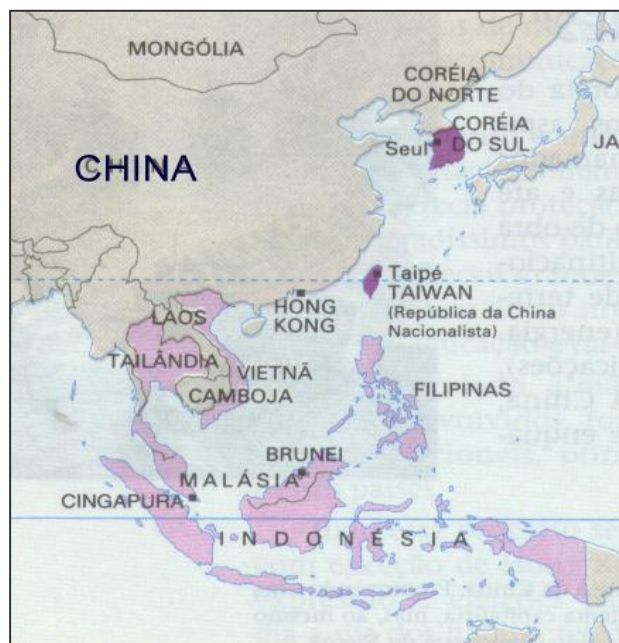 MONGÓLIA
CORÉIA
DO NORTE
CORÉIA
DO SUL
Seul
JA
CHINA
Taipé
TAIWAN
(República da China
Nacionalista)
HONG
KONG
LAOS
TAILÂNDIA
VIETNÃ
CAMBOJA
FILIPINAS
BRUNEI
MALÁSIA
CINGAPURA
INDONÉSIA